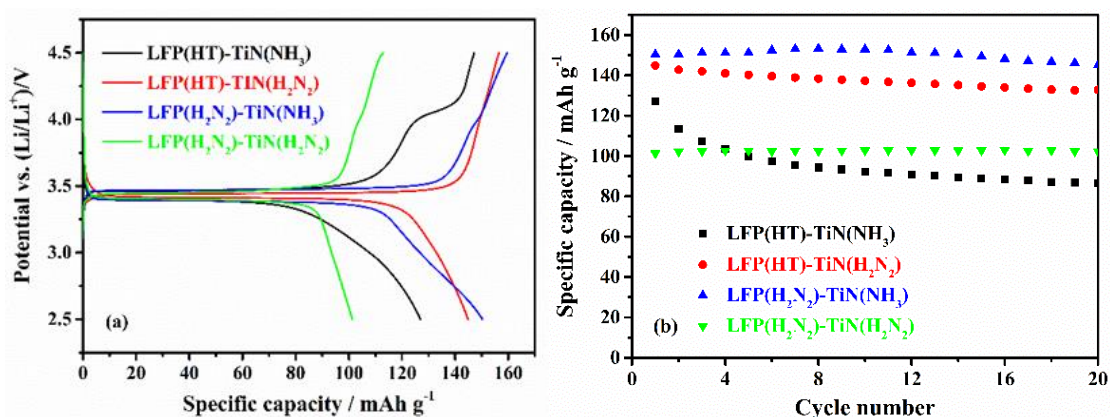 4.5
4.0
3.5
3.0
2.5
Potential vs. (Li/Li⁺)/V
LFP(HT)-TiN(NH₃)
LFP(HT)-TIN(H₂N₂)
LFP(H₂N₂)-TiN(NH₃)
LFP(H₂N₂)-TiN(H₂N₂)
(a)
0 20 40 60 80 100 120 140 160
Specific capacity / mAh g⁻¹
160
140
120
100
80
60
40
20
0
Specific capacity / mAh g⁻¹
LFP(HT)-TiN(NH₃)
LFP(HT)-TiN(H₂N₂)
LFP(H₂N₂)-TiN(NH₃)
LFP(H₂N₂)-TiN(H₂N₂)
(b)
0 4 8 12 16 20
Cycle number